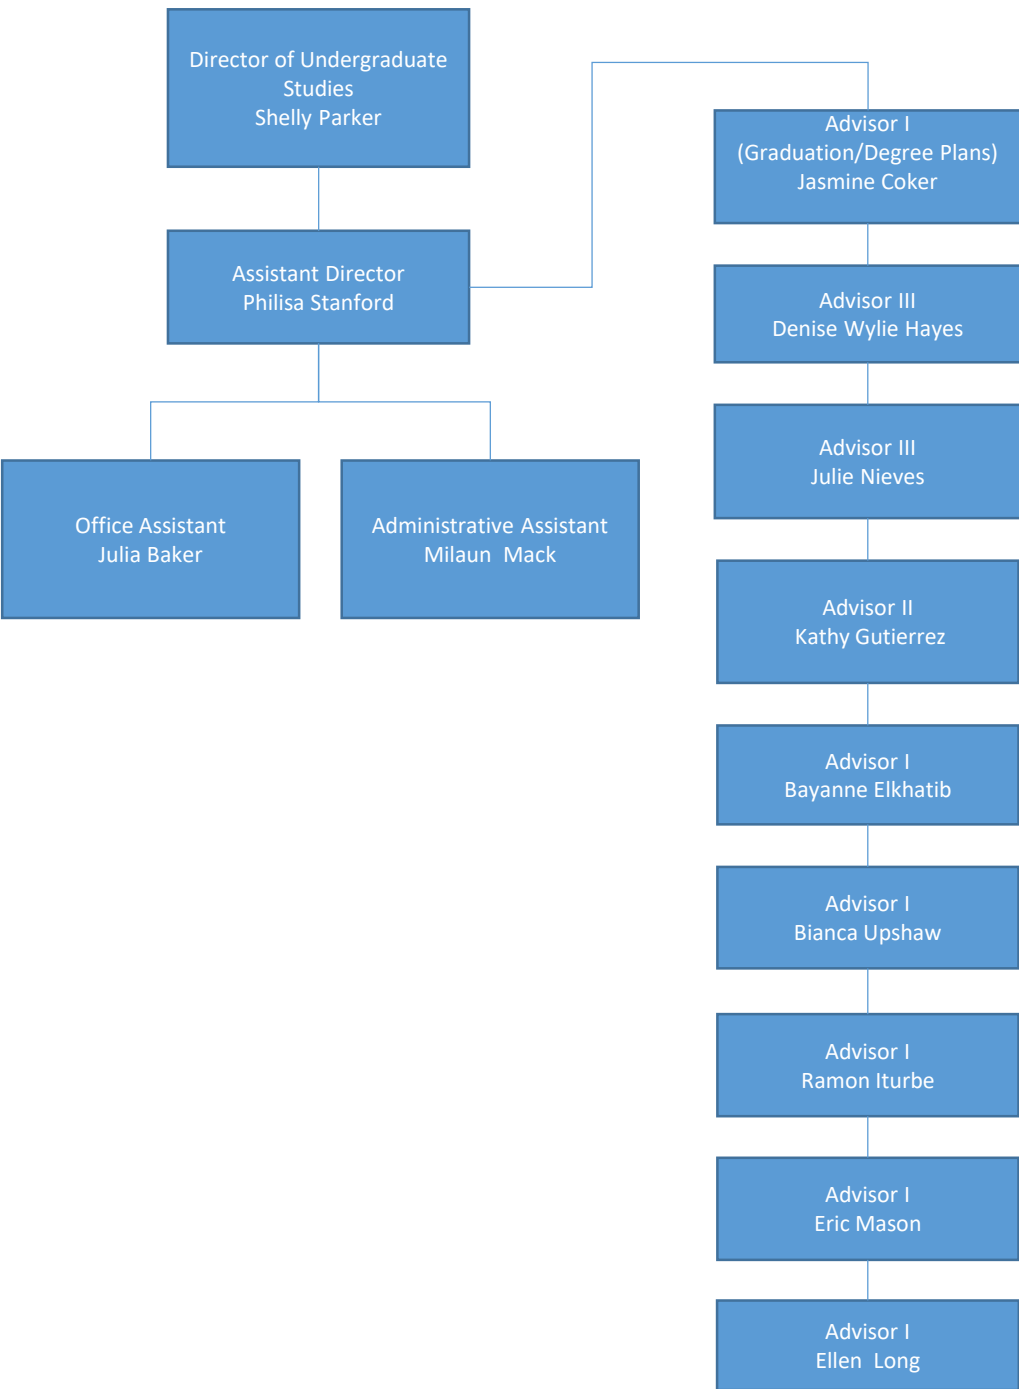 Director of Undergraduate
Studies
Shelly Parker
Assistant Director
Philisa Stanford
Office Assistant
Julia Baker
Administrative Assistant
Milaun Mack
Advisor I
(Graduation/Degree Plans)
Jasmine Coker
Advisor III
Denise Wylie Hayes
Advisor III
Julie Nieves
Advisor II
Kathy Gutierrez
Advisor I
Bayanne Elkhatib
Advisor I
Bianca Upshaw
Advisor I
Ramon Iturbe
Advisor I
Eric Mason
Advisor I
Ellen Long